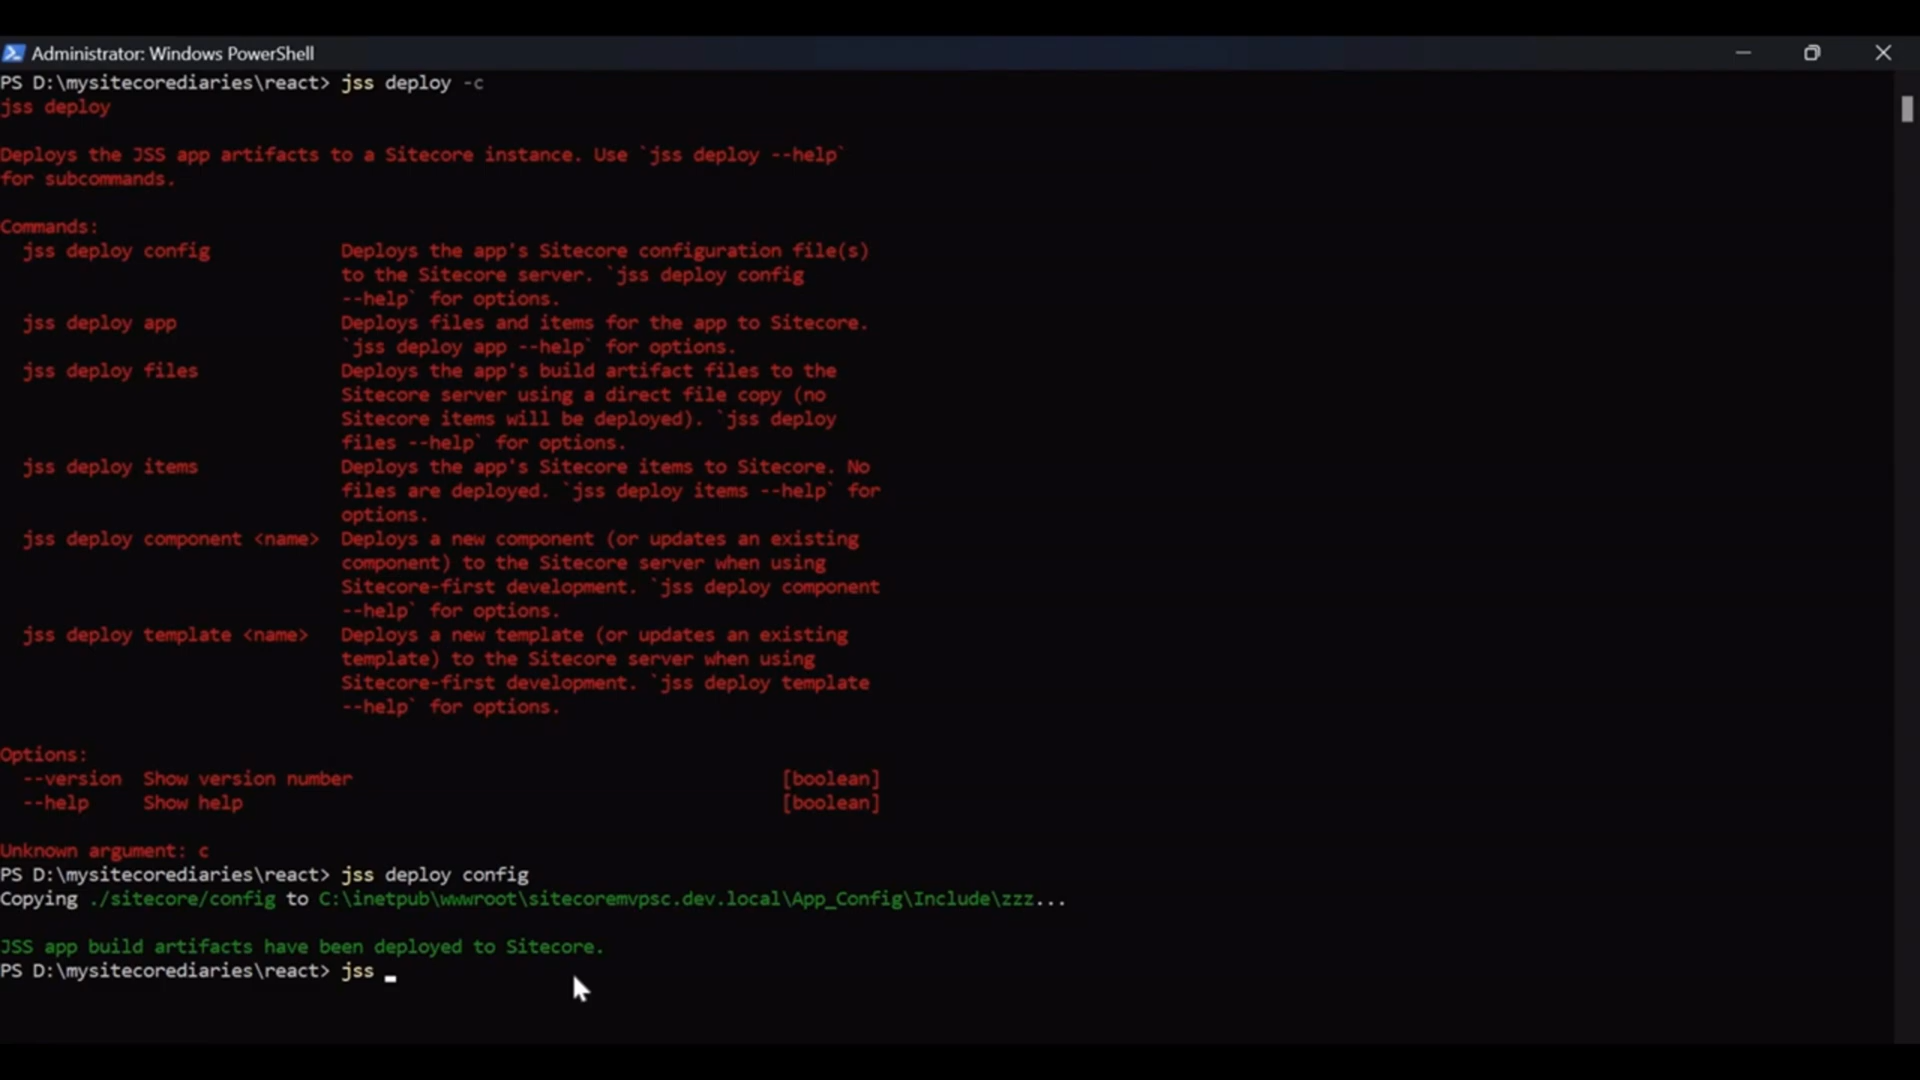 Administrator: Windows PowerShell
PS D:\mysitecorediaries\react> jss deploy -c
jss deploy
Deploys the JSS app artifacts to a Sitecore instance. Use `jss deploy --help`
for subcommands.
Commands:
jss deploy config Deploys the app's Sitecore configuration file(s)
to the Sitecore server. `jss deploy config
--help` for options.
jss deploy app Deploys files and items for the app to Sitecore.
`jss deploy app --help` for options.
jss deploy files Deploys the app's build artifact files to the
Sitecore server using a direct file copy (no
Sitecore items will be deployed). `jss deploy
files --help` for options.
jss deploy items Deploys the app's Sitecore items to Sitecore. No
files are deployed. `jss deploy items --help` for
options.
jss deploy component <name> Deploys a new component (or updates an existing
component) to the Sitecore server when using
Sitecore-first development. `jss deploy component
--help` for options.
jss deploy template <name> Deploys a new template (or updates an existing
template) to the Sitecore server when using
Sitecore-first development. `jss deploy template
--help` for options.
Options:
--version Show version number [boolean]
--help Show help [boolean]
Unknown argument: c
PS D:\mysitecorediaries\react> jss deploy config
Copying ./sitecore/config to C:\inetpub\wwwroot\sitecoremvpsc.dev.local\App_Config\Include\zzz...
JSS app build artifacts have been deployed to Sitecore.
PS D:\mysitecorediaries\react> jss